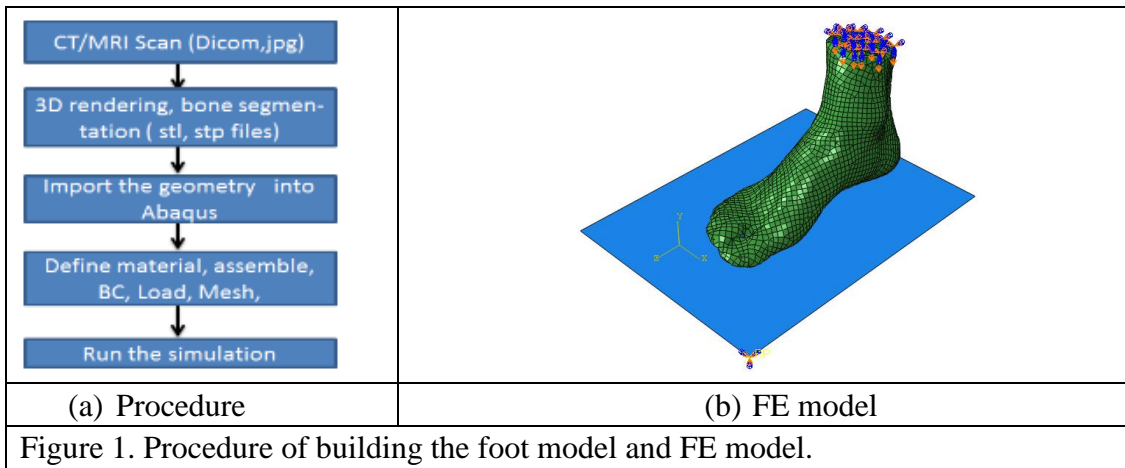 CT/MRI Scan (Dicom,jpg)
3D rendering, bone segmen-
tation ( stl, stp files)
Import the geometry into
Abaqus
Define material, assemble,
BC, Load, Mesh,
Run the simulation
Y
Z
X
(a) Procedure
(b) FE model
Figure 1. Procedure of building the foot model and FE model.